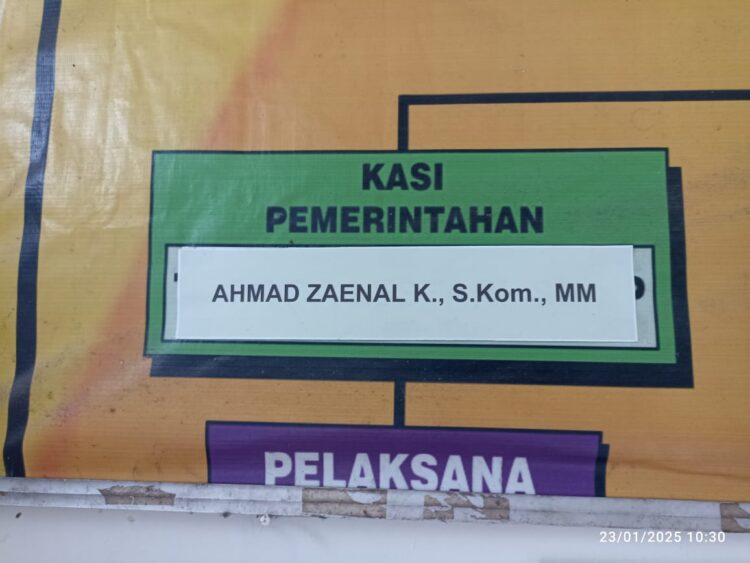 KASI
PEMERINTAHAN
AHMAD ZAENAL K., S.Kom., MM
PELAKSANA
23/01/2025 10:30